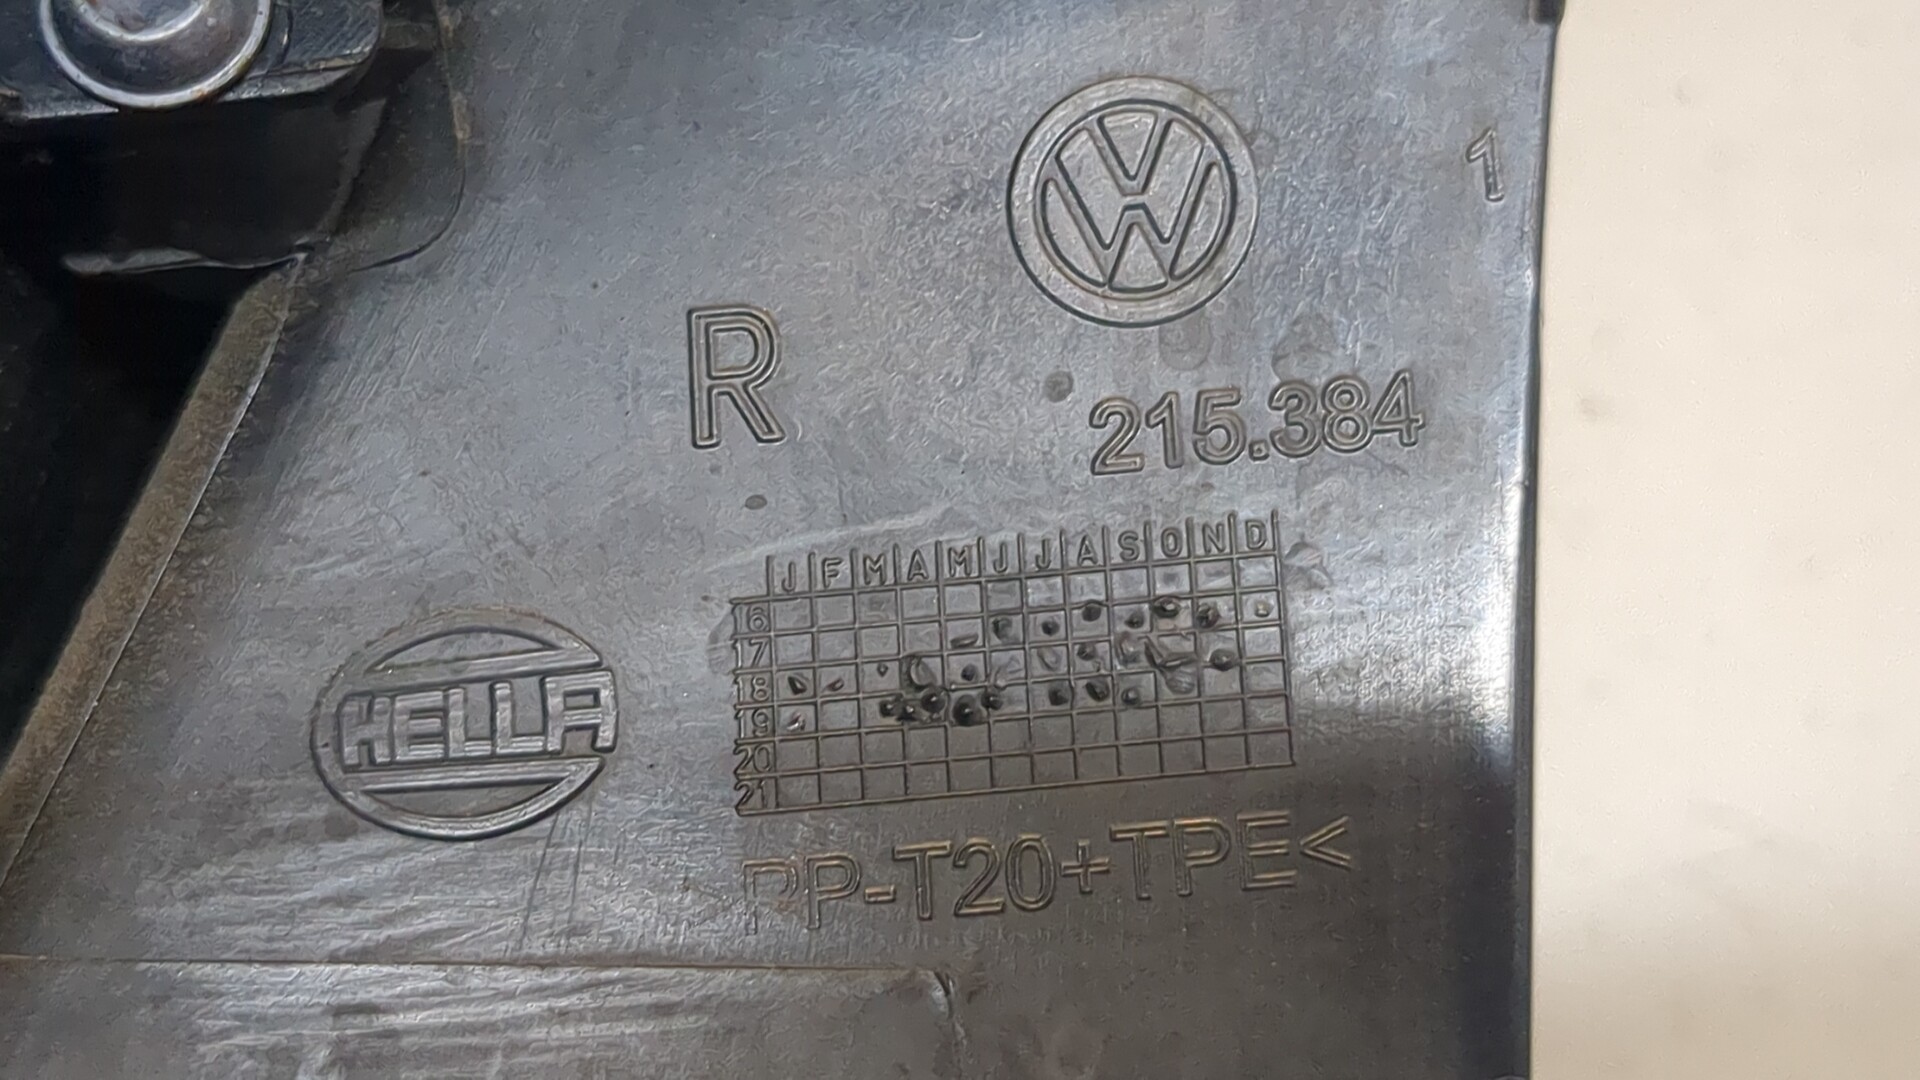 VW
1
R
215.384
J F M A M J J A S O N D
16
17
18
19
20
21
HELLA
>PP-T20+TPE<